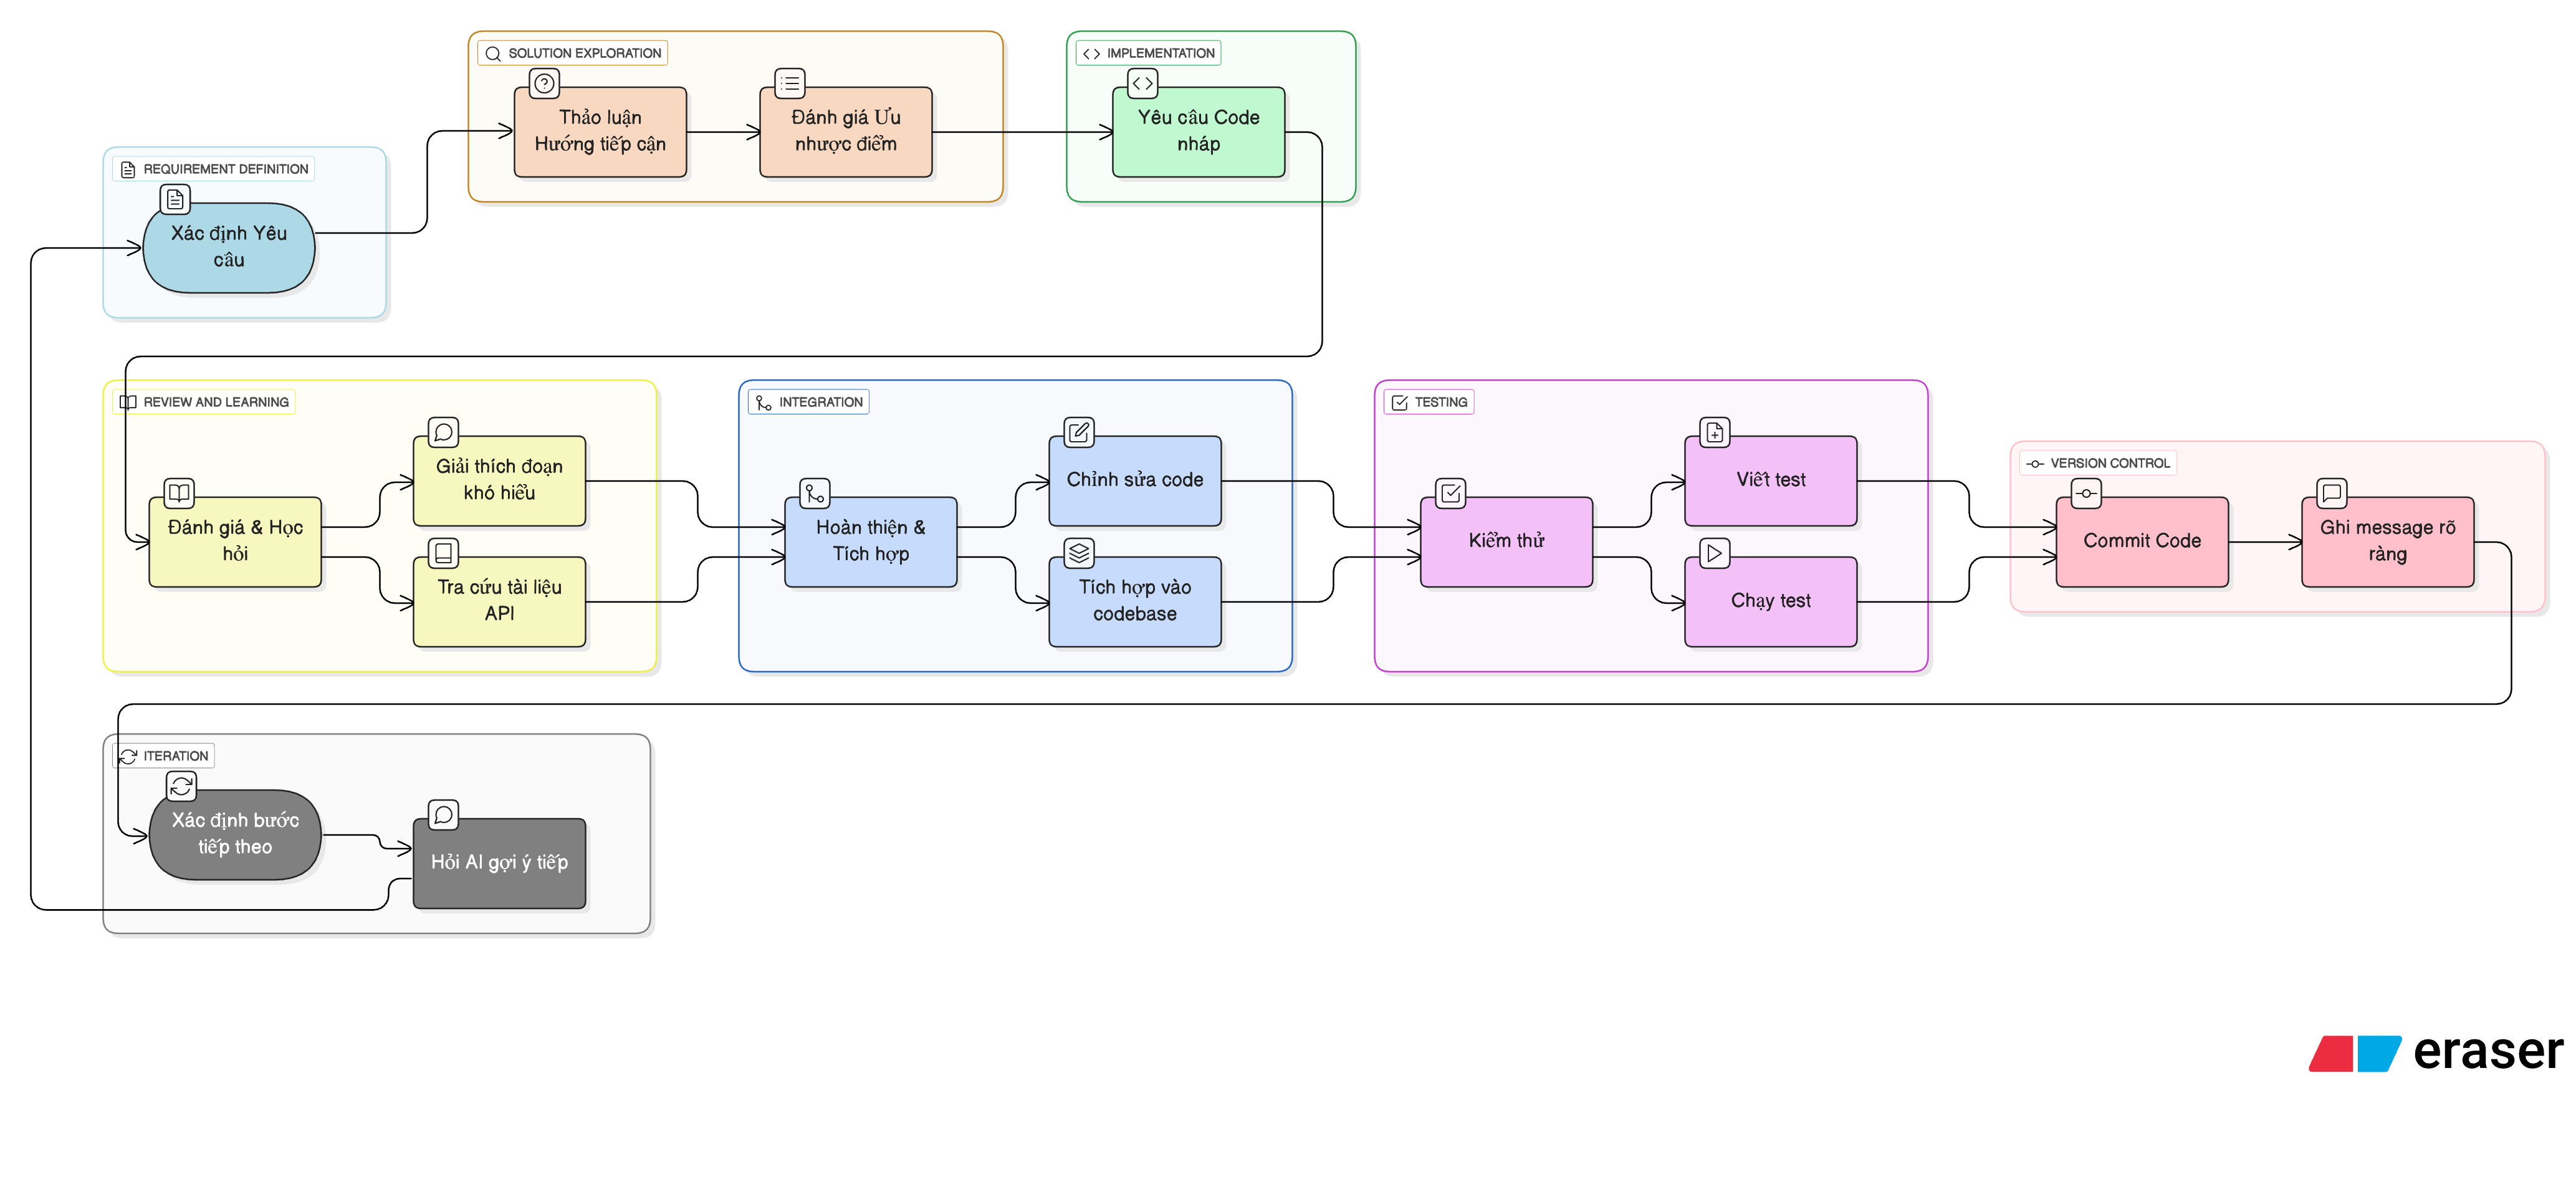 SOLUTION EXPLORATION
Thảo luận
Hướng tiếp cận
Đánh giá Ưu
nhược điểm
IMPLEMENTATION
Yêu cầu Code
nháp
REQUIREMENT DEFINITION
Xác định Yêu
cầu
REVIEW AND LEARNING
Đánh giá & Học
hỏi
Giải thích đoạn
khó hiểu
Tra cứu tài liệu
API
INTEGRATION
Hoàn thiện &
Tích hợp
Chỉnh sửa code
Tích hợp vào
codebase
TESTING
Kiểm thử
Viết test
Chạy test
VERSION CONTROL
Commit Code
Ghi message rõ
ràng
ITERATION
Xác định bước
tiếp theo
Hỏi AI gợi ý tiếp
eraser